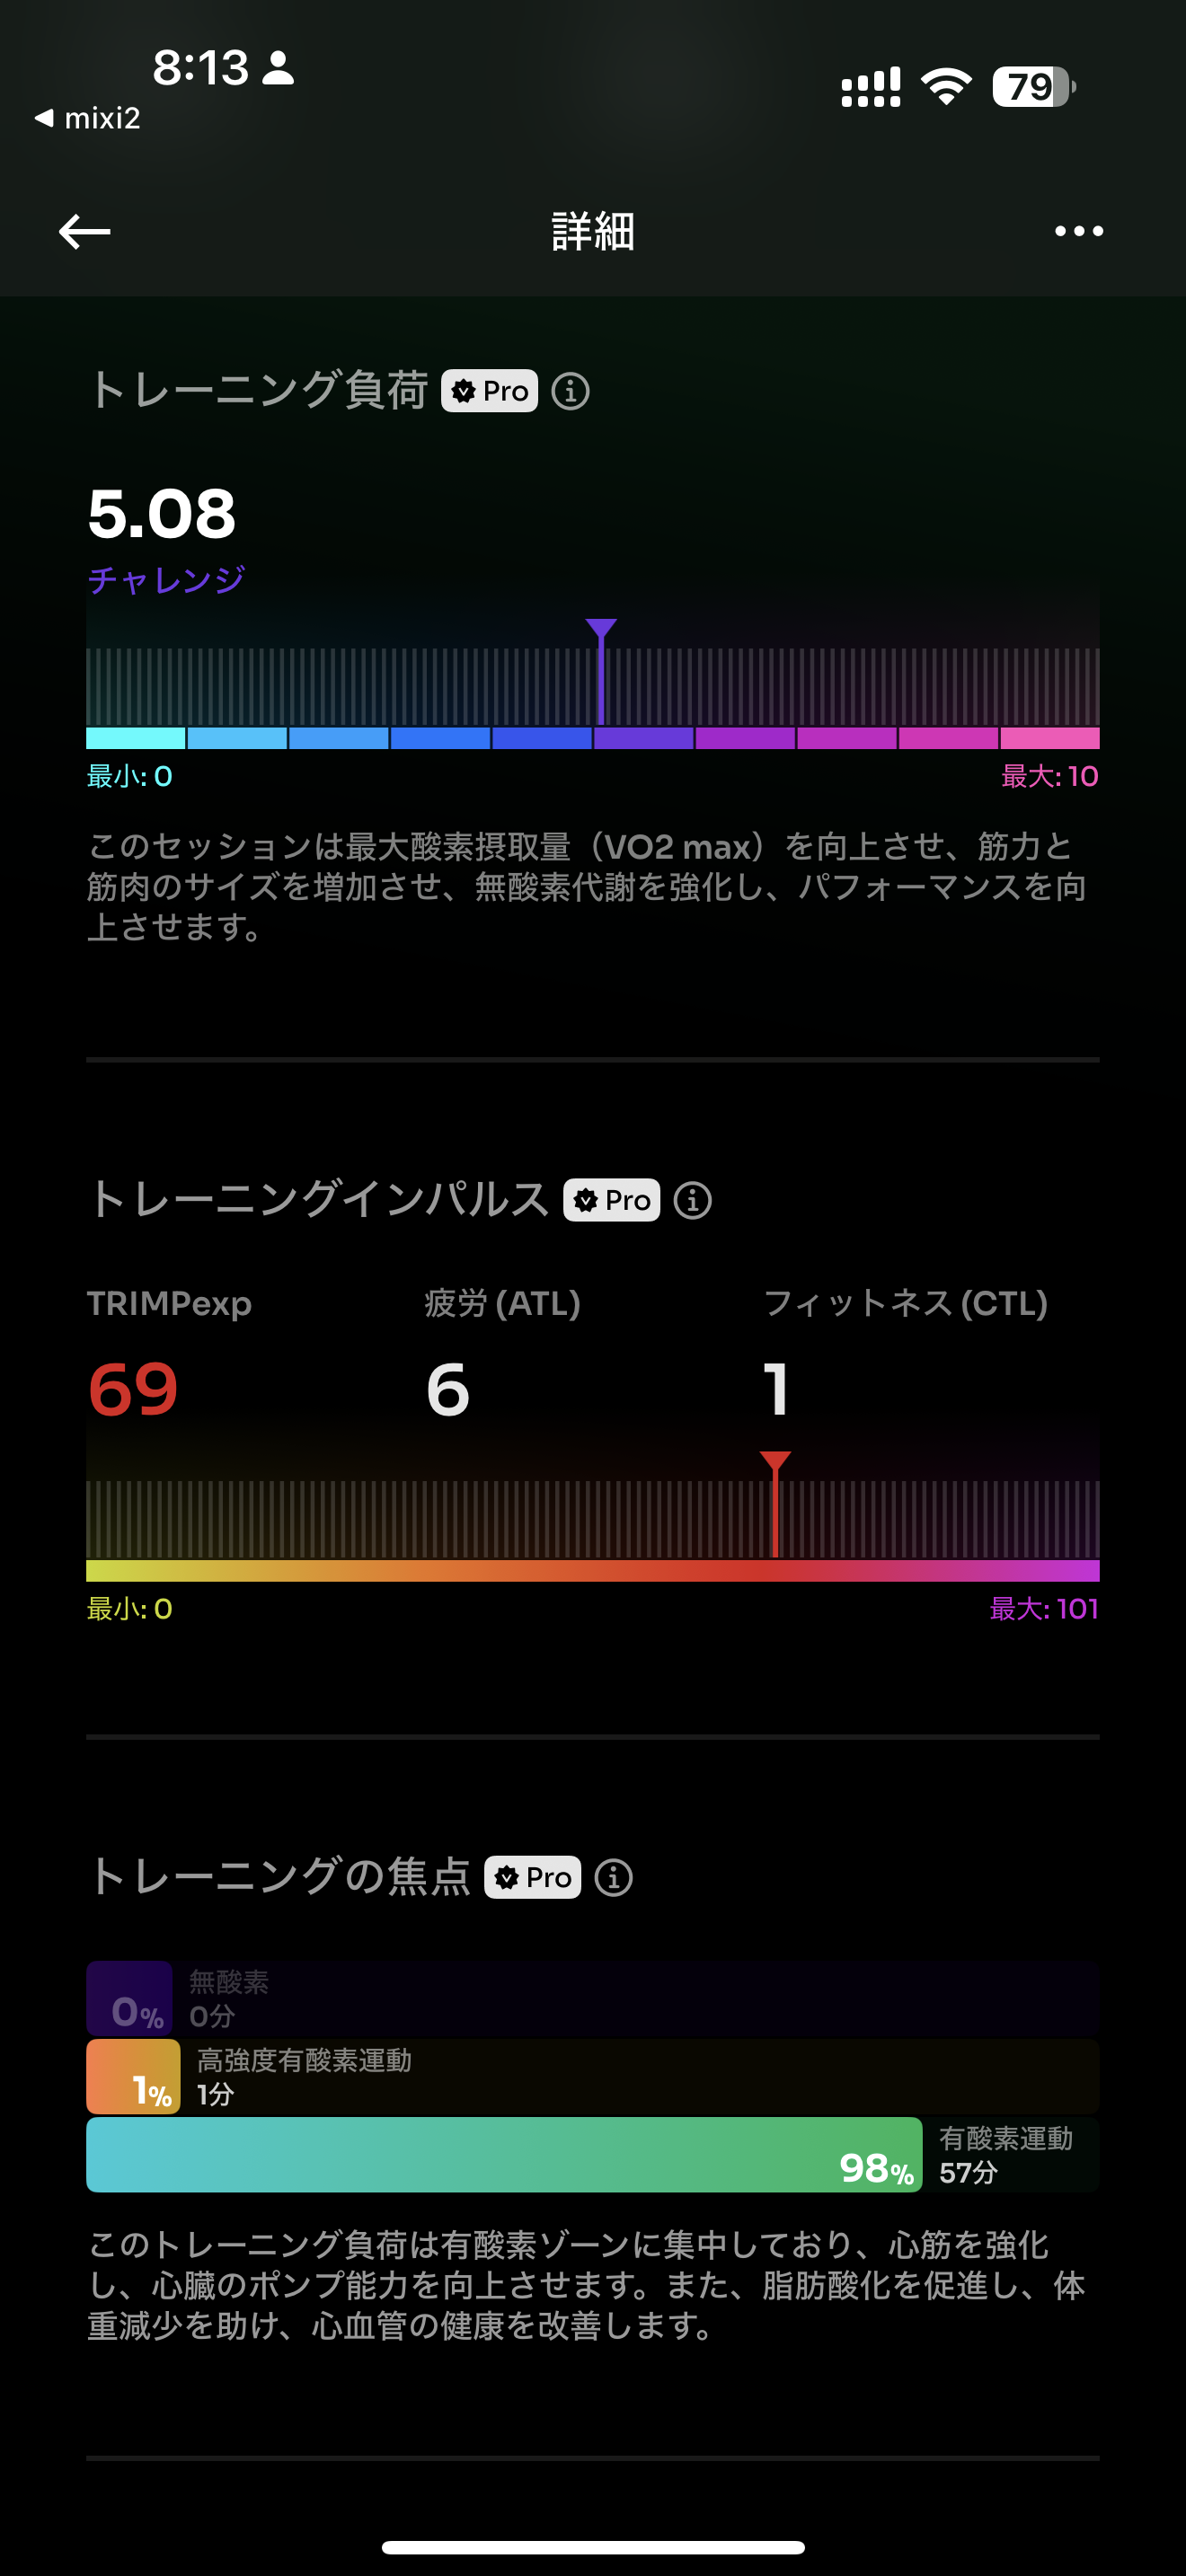 8:13
79
◀ mixi2
詳細
トレーニング負荷 Pro
5.08
チャレンジ
最小: 0
最大: 10
このセッションは最大酸素摂取量（VO2 max）を向上させ、筋力と
筋肉のサイズを増加させ、無酸素代謝を強化し、パフォーマンスを向
上させます。
トレーニングインパルス Pro
TRIMPexp 疲労 (ATL) フィットネス (CTL)
69 6 1
最小: 0
最大: 101
トレーニングの焦点 Pro
0% 無酸素
0分
1% 高強度有酸素運動
1分
98% 有酸素運動
57分
このトレーニング負荷は有酸素ゾーンに集中しており、心筋を強化
し、心臓のポンプ能力を向上させます。また、脂肪酸化を促進し、体
重減少を助け、心血管の健康を改善します。